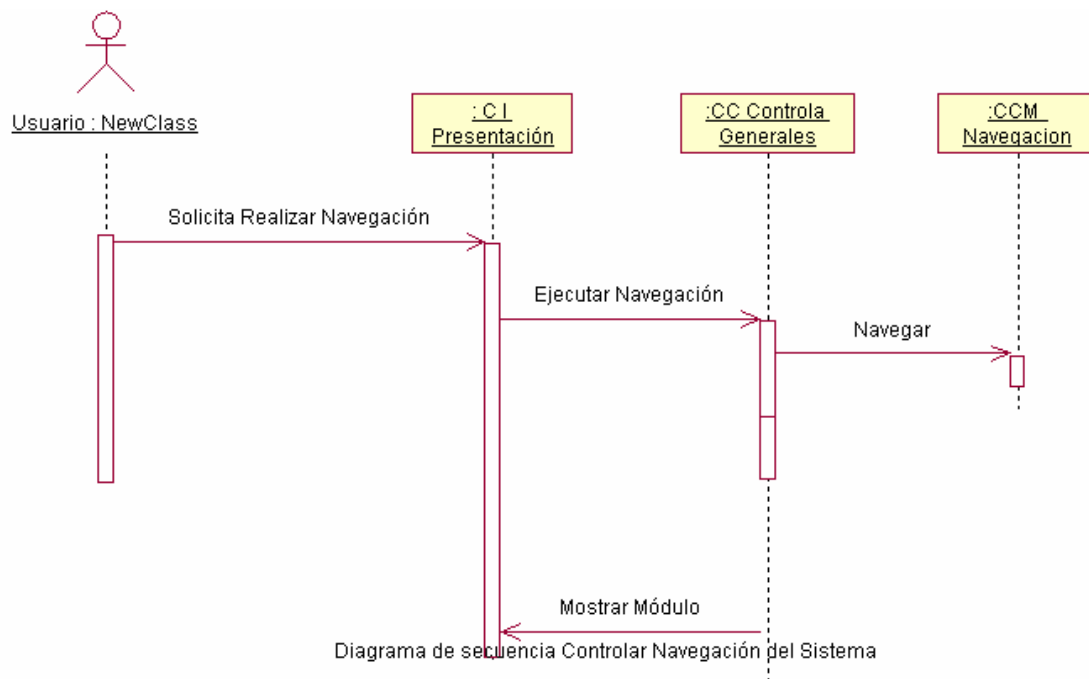 Usuario : NewClass
: C I
Presentación
:CC Controla
Generales
:CCM
Navegacion
Solicita Realizar Navegación
Ejecutar Navegación
Navegar
Mostrar Módulo
Diagrama de secuencia Controlar Navegación del Sistema